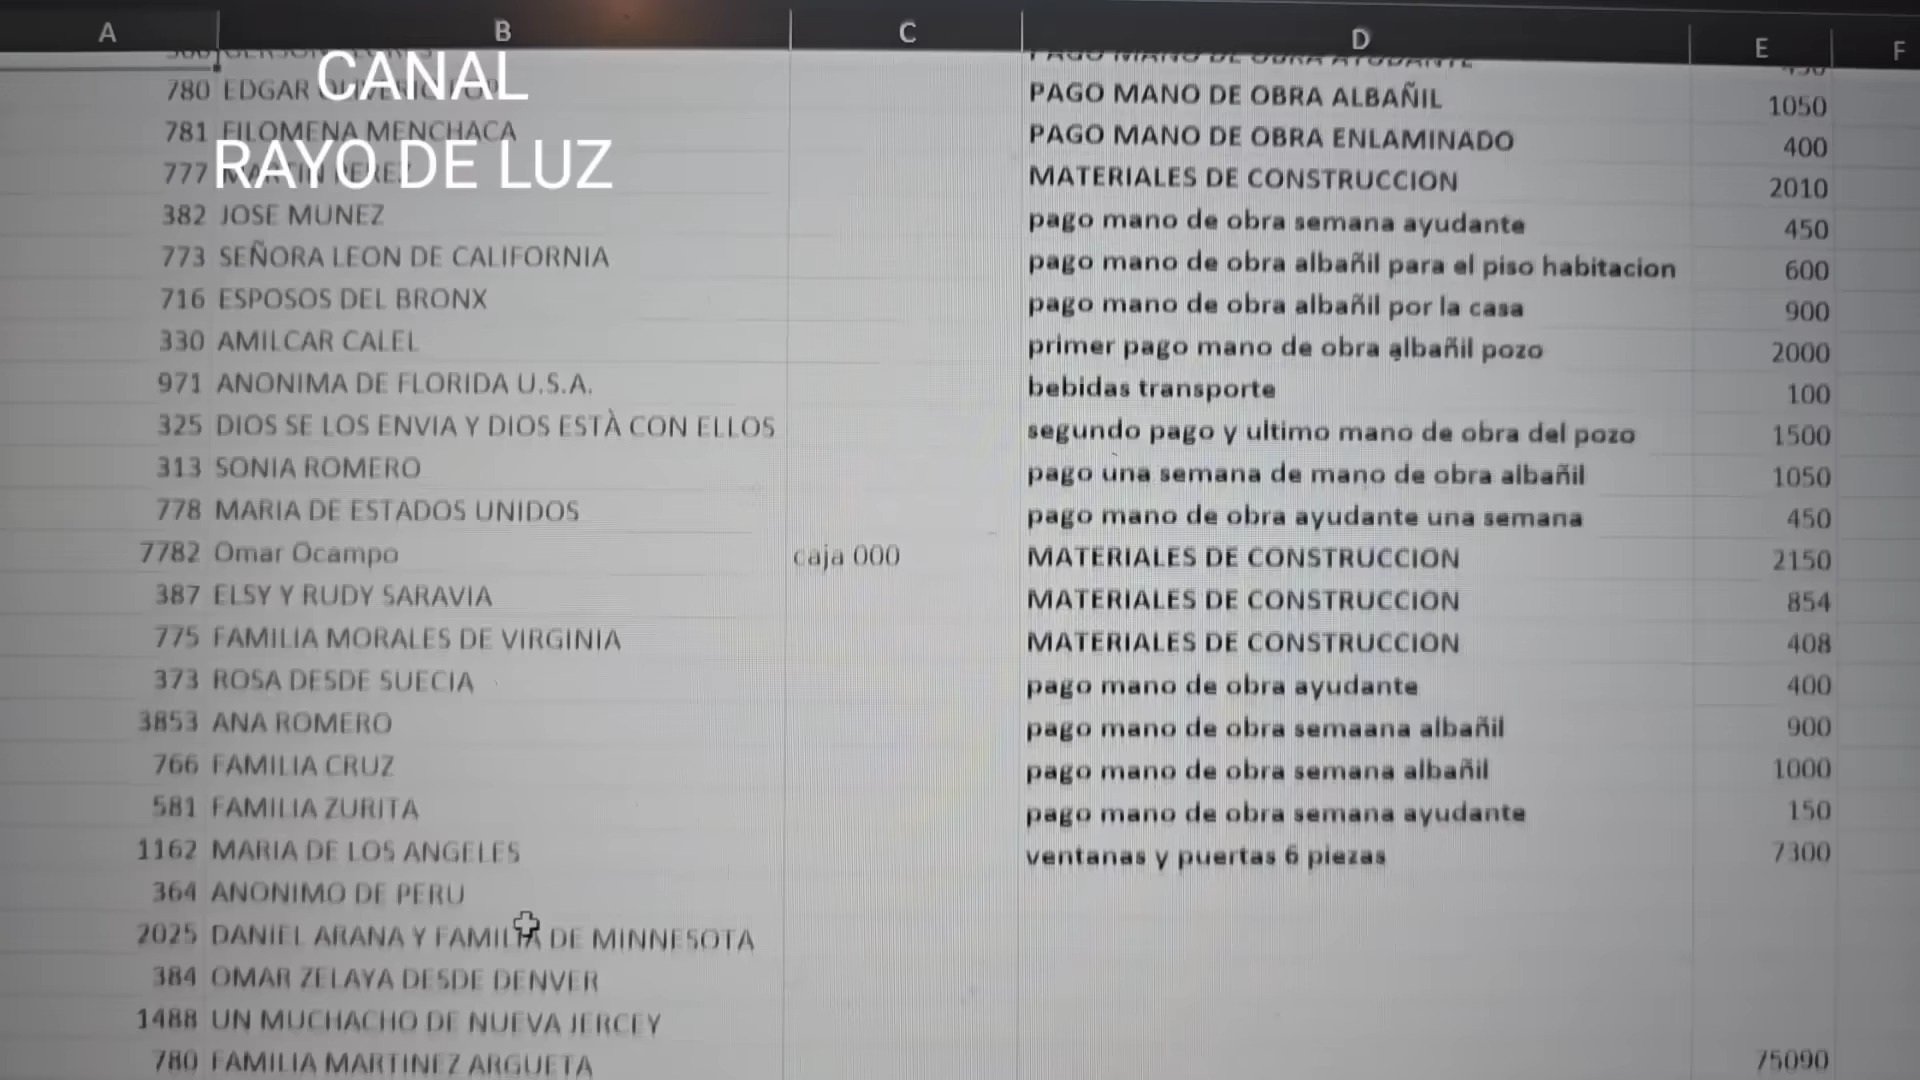 A B C D E F
CANAL
RAYO DE LUZ
780 EDGAR PAGO MANO DE OBRA ALBAÑIL 1050
781 FILOMENA MENCHACA PAGO MANO DE OBRA ENLAMINADO 400
777 MARTIN PEREZ MATERIALES DE CONSTRUCCION 2010
382 JOSE MUNEZ pago mano de obra semana ayudante 450
773 SEÑORA LEON DE CALIFORNIA pago mano de obra albañil para el piso habitacion 600
716 ESPOSOS DEL BRONX pago mano de obra albañil por la casa 900
330 AMILCAR CALEL primer pago mano de obra albañil pozo 2000
971 ANONIMA DE FLORIDA U.S.A. bebidas transporte 100
325 DIOS SE LOS ENVIA Y DIOS ESTÀ CON ELLOS segundo pago y ultimo mano de obra del pozo 1500
313 SONIA ROMERO pago una semana de mano de obra albañil 1050
778 MARIA DE ESTADOS UNIDOS pago mano de obra ayudante una semana 450
7782 Omar Ocampo caja 000 MATERIALES DE CONSTRUCCION 2150
387 ELSY Y RUDY SARAVIA MATERIALES DE CONSTRUCCION 854
775 FAMILIA MORALES DE VIRGINIA MATERIALES DE CONSTRUCCION 408
373 ROSA DESDE SUECIA pago mano de obra ayudante 400
3853 ANA ROMERO pago mano de obra semaana albañil 900
766 FAMILIA CRUZ pago mano de obra semana albañil 1000
581 FAMILIA ZURITA pago mano de obra semana ayudante 150
1162 MARIA DE LOS ANGELES ventanas y puertas 6 piezas 7300
364 ANONIMO DE PERU
2025 DANIEL ARANA Y FAMILIA DE MINNESOTA
384 OMAR ZELAYA DESDE DENVER
1488 UN MUCHACHO DE NUEVA JERCEY
780 FAMILIA MARTINEZ ARGUETA 75090